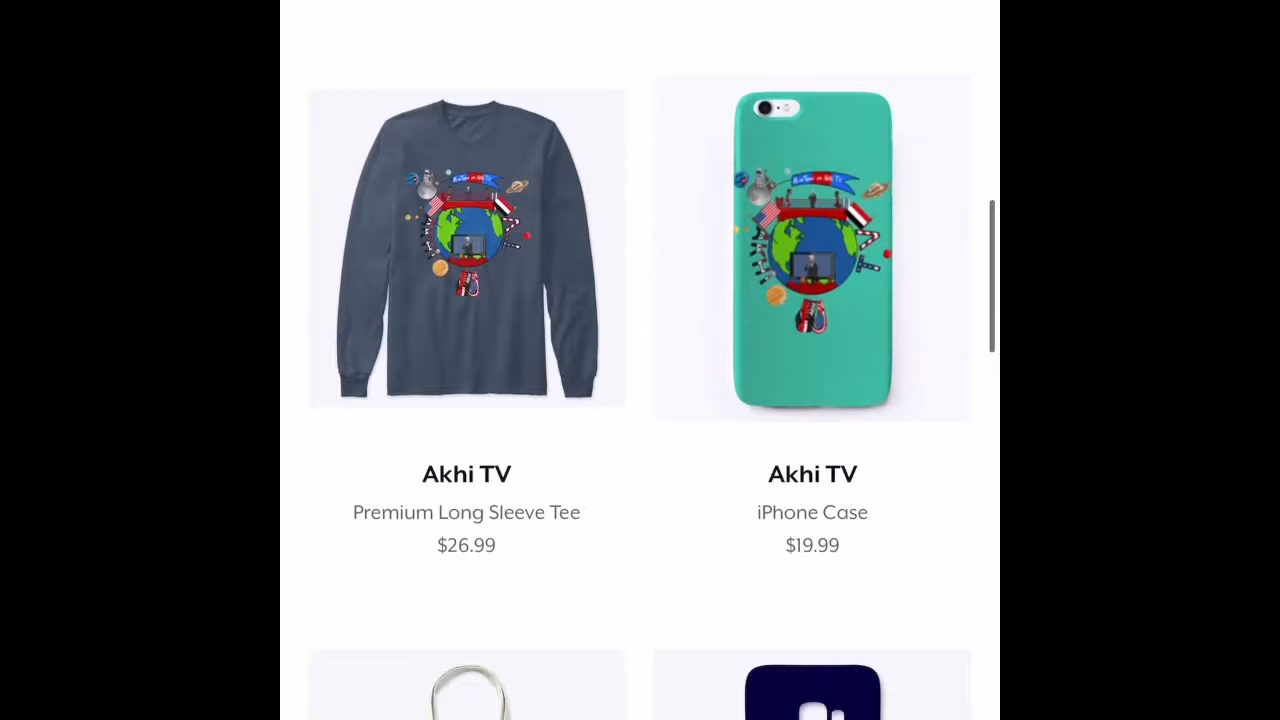 Akhi TV
Premium Long Sleeve Tee
$26.99
Akhi TV
iPhone Case
$19.99